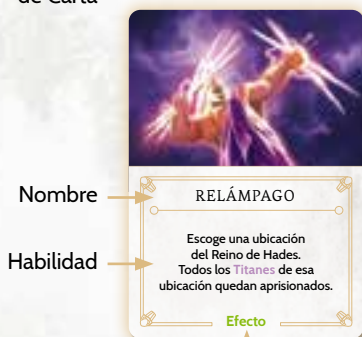 de Carta
Nombre
RELÁMPAGO
Habilidad
Escoge una ubicación
del Reino de Hades.
Todos los Titanes de esa
ubicación quedan aprisionados.
Efecto